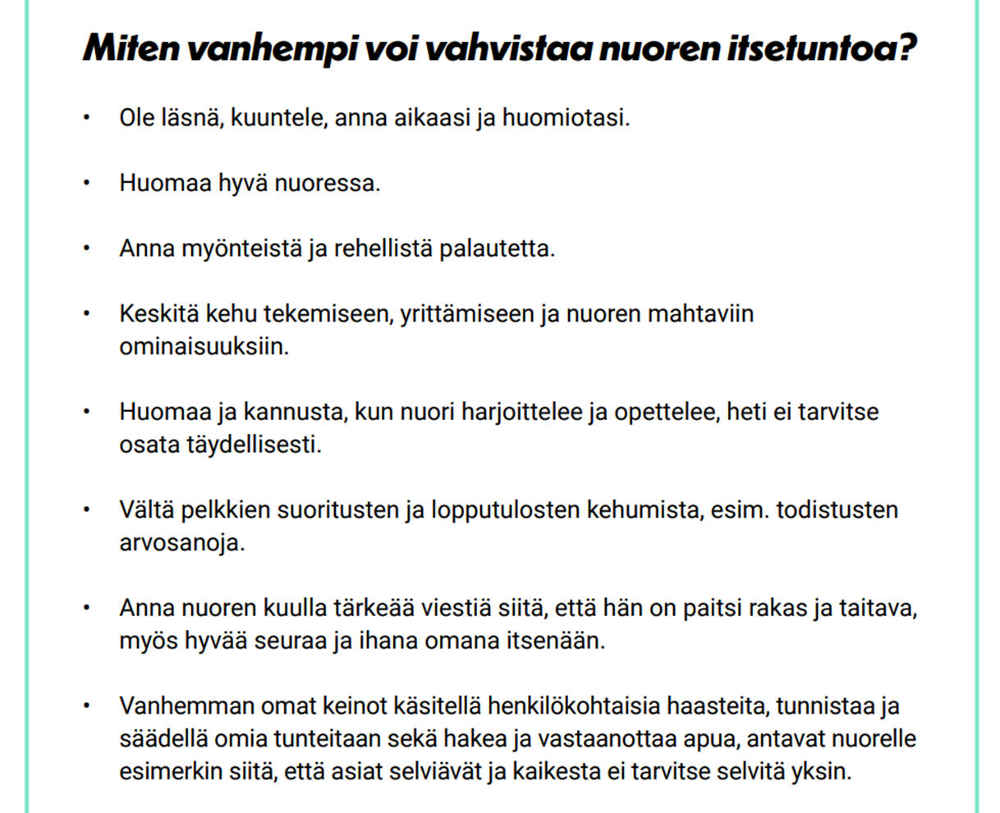 Miten vanhempi voi vahvistaa nuoren itsetuntoa?
• Ole läsnä, kuuntele, anna aikaasi ja huomiotasi.
• Huomaa hyvä nuoressa.
• Anna myönteistä ja rehellistä palautetta.
• Keskitä kehu tekemiseen, yrittämiseen ja nuoren mahtaviin
ominaisuuksiin.
• Huomaa ja kannusta, kun nuori harjoittelee ja opettelee, heti ei tarvitse
osata täydellisesti.
• Vältä pelkkien suoritusten ja lopputulosten kehumista, esim. todistusten
arvosanoja.
• Anna nuoren kuulla tärkeää viestiä siitä, että hän on paitsi rakas ja taitava,
myös hyvää seuraa ja ihana omana itsenään.
• Vanhemman omat keinot käsitellä henkilökohtaisia haasteita, tunnistaa ja
säädellä omia tunteitaan sekä hakea ja vastaanottaa apua, antavat nuorelle
esimerkin siitä, että asiat selviävät ja kaikesta ei tarvitse selvitä yksin.